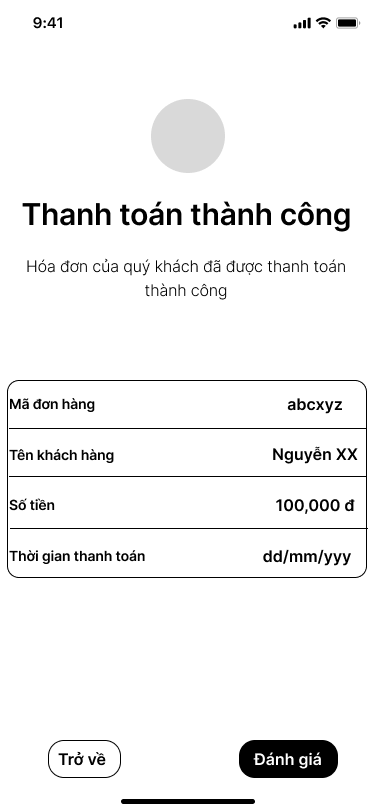 9:41
Thanh toán thành công
Hóa đơn của quý khách đã được thanh toán
thành công
Mã đơn hàng abcxyz
Tên khách hàng Nguyễn XX
Số tiền 100,000 đ
Thời gian thanh toán dd/mm/yyy
Trở về Đánh giá